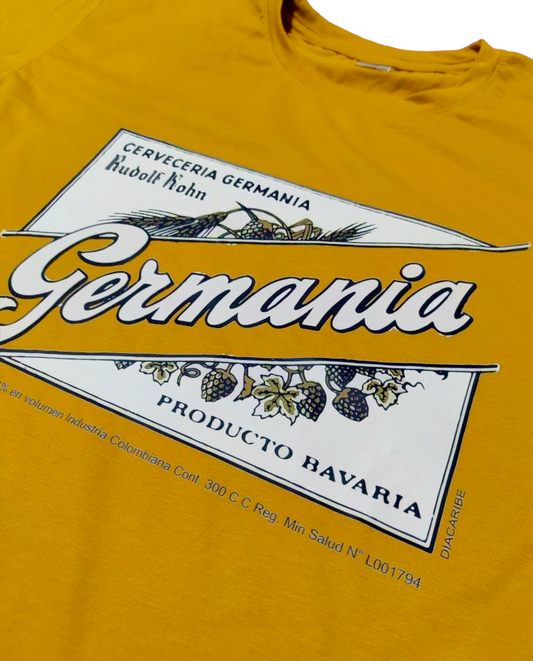 CERVECERIA GERMANIA
Rudolf Kohn
Germania
PRODUCTO BAVARIA
% en volumen Industria Colombiana Cont. 300 C C Reg. Min Salud N° L001794
DIACARIBE